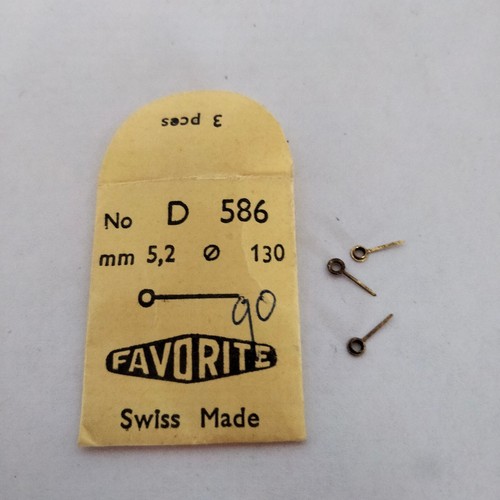 3 pces
No D 586
mm 5,2 ⌀ 130
90
FAVORITE
Swiss Made